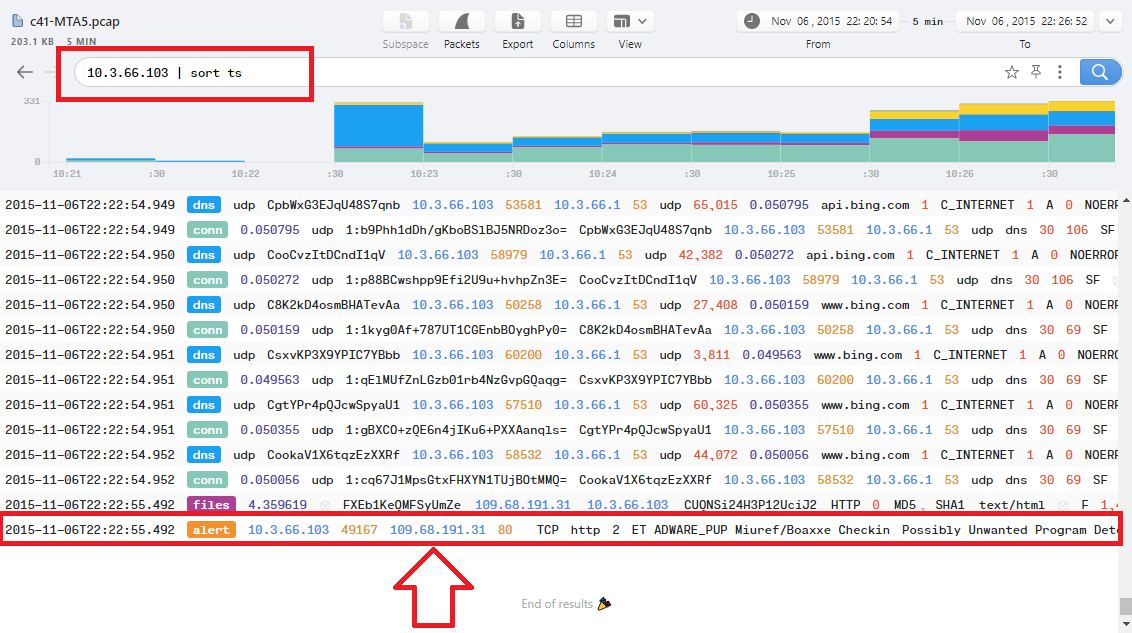 c41-MTA5.pcap
203.1 KB 5 MIN
Subspace Packets Export Columns View
Nov 06, 2015 22:20:54 5 min Nov 06, 2015 22:26:52
From To
10.3.66.103 | sort ts
331
0
10:21 :30 10:22 :30 10:23 :30 10:24 :30 10:25 :30 10:26 :30
2015-11-06T22:22:54.949 dns udp CpbWxG3EJqU48S7qnb 10.3.66.103 53581 10.3.66.1 53 udp 65,015 0.050795 api.bing.com 1 C_INTERNET 1 A 0 NOERR
2015-11-06T22:22:54.949 conn 0.050795 udp 1:b9Phh1dDh/gKboBSlBJ5NRDoz3o= CpbWxG3EJqU48S7qnb 10.3.66.103 53581 10.3.66.1 53 udp dns 30 106 SF
2015-11-06T22:22:54.950 dns udp CooCvzItDCndI1qV 10.3.66.103 58979 10.3.66.1 53 udp 42,382 0.050272 api.bing.com 1 C_INTERNET 1 A 0 NOERROR
2015-11-06T22:22:54.950 conn 0.050272 udp 1:p88BCwshpp9Efi2U9u+hvhpZn3E= CooCvzItDCndI1qV 10.3.66.103 58979 10.3.66.1 53 udp dns 30 106 SF
2015-11-06T22:22:54.950 dns udp C8K2kD4osmBHATevAa 10.3.66.103 50258 10.3.66.1 53 udp 27,408 0.050159 www.bing.com 1 C_INTERNET 1 A 0 NOERR
2015-11-06T22:22:54.950 conn 0.050159 udp 1:1kyg0Af+787UT1CGEnbBOyghPy0= C8K2kD4osmBHATevAa 10.3.66.103 50258 10.3.66.1 53 udp dns 30 69 SF
2015-11-06T22:22:54.951 dns udp CsxvKP3X9YPIC7YBbb 10.3.66.103 60200 10.3.66.1 53 udp 3,811 0.049563 www.bing.com 1 C_INTERNET 1 A 0 NOERRO
2015-11-06T22:22:54.951 conn 0.049563 udp 1:qElMUfZnLGzb01rb4NzGvpGQaqg= CsxvKP3X9YPIC7YBbb 10.3.66.103 60200 10.3.66.1 53 udp dns 30 69 SF
2015-11-06T22:22:54.951 dns udp CgtYPr4pQJcwSpyaU1 10.3.66.103 57510 10.3.66.1 53 udp 60,325 0.050355 www.bing.com 1 C_INTERNET 1 A 0 NOERR
2015-11-06T22:22:54.951 conn 0.050355 udp 1:gBXCO+zQE6n4jIKu6+PXXAanqls= CgtYPr4pQJcwSpyaU1 10.3.66.103 57510 10.3.66.1 53 udp dns 30 69 SF
2015-11-06T22:22:54.952 dns udp CookaV1X6tqzEzXXRf 10.3.66.103 58532 10.3.66.1 53 udp 44,072 0.050056 www.bing.com 1 C_INTERNET 1 A 0 NOERR
2015-11-06T22:22:54.952 conn 0.050056 udp 1:cq67J1MpsGtxFHXYN1TUjBOtMMQ= CookaV1X6tqzEzXXRf 10.3.66.103 58532 10.3.66.1 53 udp dns 30 69 SF
2015-11-06T22:22:55.492 files 4.359619 FXEb1KeQMFSyUmZe 109.68.191.31 10.3.66.103 CUQNSi24H3P12UciJ2 HTTP 0 MD5, SHA1 text/html F 1,4
2015-11-06T22:22:55.492 alert 10.3.66.103 49167 109.68.191.31 80 TCP http 2 ET ADWARE_PUP Miuref/Boaxxe Checkin Possibly Unwanted Program Dete
End of results